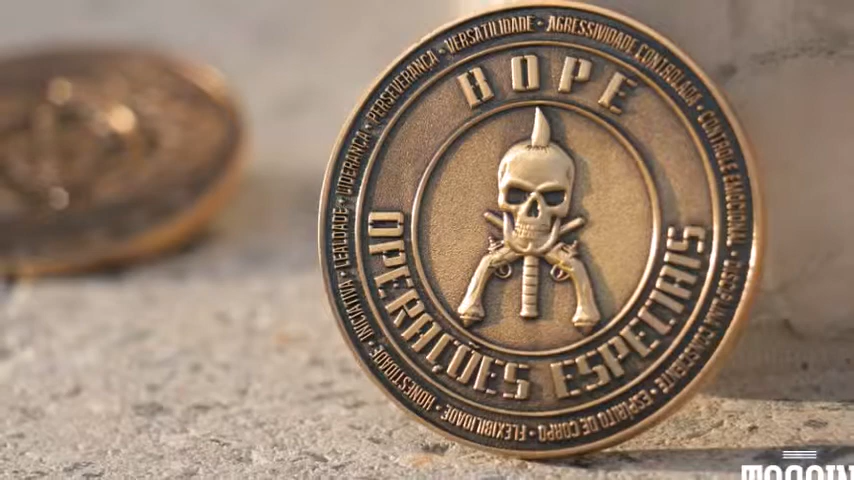 BOPE
OPERAÇÕES ESPECIAIS
AGRESSIVIDADE CONTROLADA • CONTROLE EMOCIONAL • DISCIPLINA CONSCIENTE • ESPÍRITO DE CORPO • FLEXIBILIDADE • HONESTIDADE • INICIATIVA • LEALDADE • LIDERANÇA • PERSEVERANÇA • VERSATILIDADE •